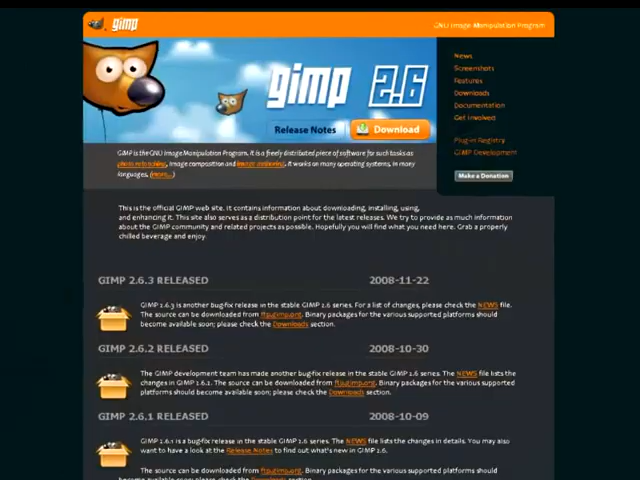 gimp
GNU Image Manipulation Program
gimp 2.6
Release Notes
Download
News
Screenshots
Features
Downloads
Documentation
Get Involved
Plug-in Registry
GIMP Development
Make a Donation
GIMP is the GNU Image Manipulation Program. It is a freely distributed piece of software for such tasks as
photo retouching, image composition and image authoring. It works on many operating systems, in many
languages. (more...)
This is the official GIMP web site. It contains information about downloading, installing, using,
and enhancing it. This site also serves as a distribution point for the latest releases. We try to provide as much information
about the GIMP community and related projects as possible. Hopefully you will find what you need here. Grab a properly
chilled beverage and enjoy.
GIMP 2.6.3 RELEASED 2008-11-22
GIMP 2.6.3 is another bug-fix release in the stable GIMP 2.6 series. For a list of changes, please check the NEWS file.
The source can be downloaded from ftp.gimp.org. Binary packages for the various supported platforms should
become available soon; please check the Downloads section.
GIMP 2.6.2 RELEASED 2008-10-30
The GIMP development team has made another bug-fix release in the stable GIMP 2.6 series. The NEWS file lists the
changes in GIMP 2.6.2. The source can be downloaded from ftp.gimp.org. Binary packages for the various supported
platforms should become available soon; please check the Downloads section.
GIMP 2.6.1 RELEASED 2008-10-09
GIMP 2.6.1 is a bug-fix release in the stable GIMP 2.6 series. The NEWS file lists the changes in details. You may also
want to have a look at the Release Notes to find out what's new in GIMP 2.6.
The source can be downloaded from ftp.gimp.org. Binary packages for the various supported platforms should